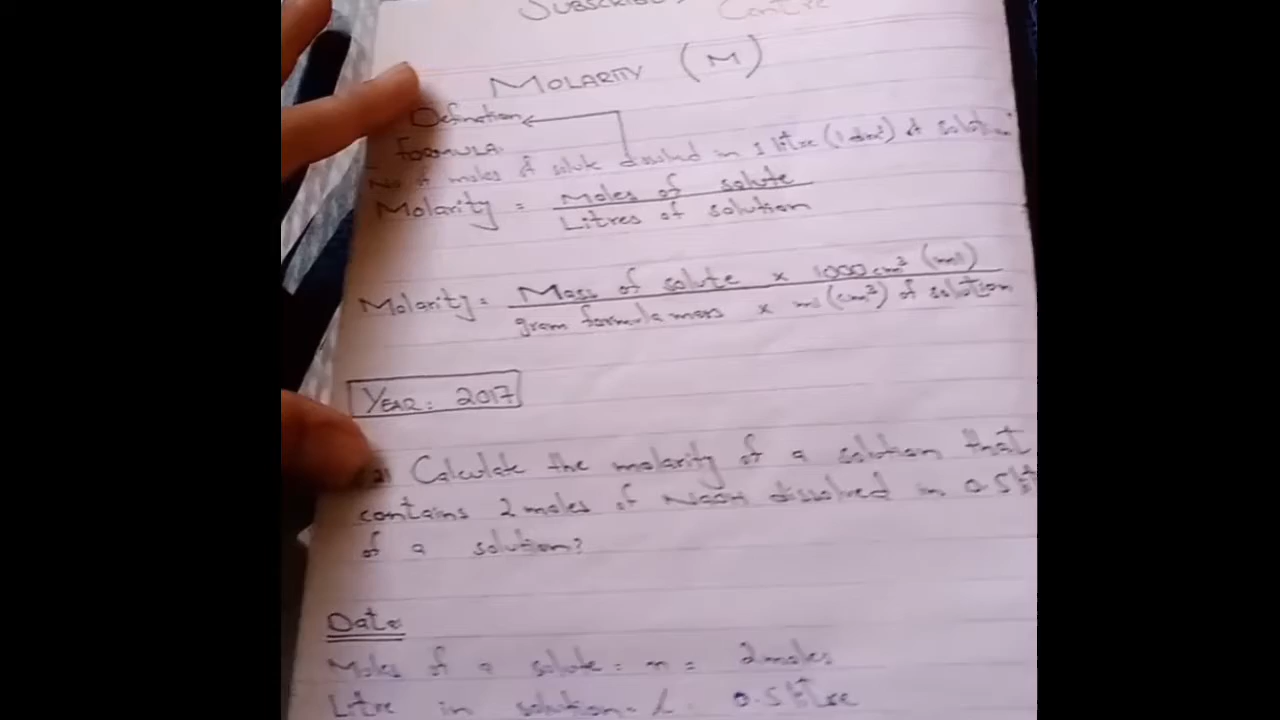 SUBSCRIBE, Centre
MOLARITY (M)
Definition
FORMULA:
No of moles of solute dissolved in 1 litre (1 dm³) of solution
Molarity = Moles of solute
Litres of solution
Molarity = Mass of solute x 1000 cm³ (ml)
gram formula mass x ml (cm³) of solution
YEAR: 2017
Calculate the molarity of a solution that
contains 2 moles of NaOH dissolved in 0.5 lit
of a solution?
Data
Moles of a solute = n = 2 moles
Litre in solution = L = 0.5 litre